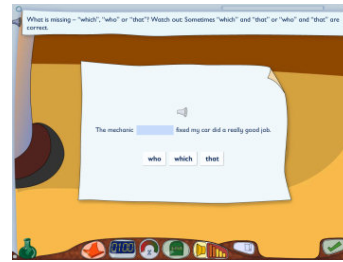 What is missing – "which", "who" or "that"? Watch out: Sometimes "which" and "that" or "who" and "that" are
correct.
The mechanic fixed my car did a really good job.
who which that